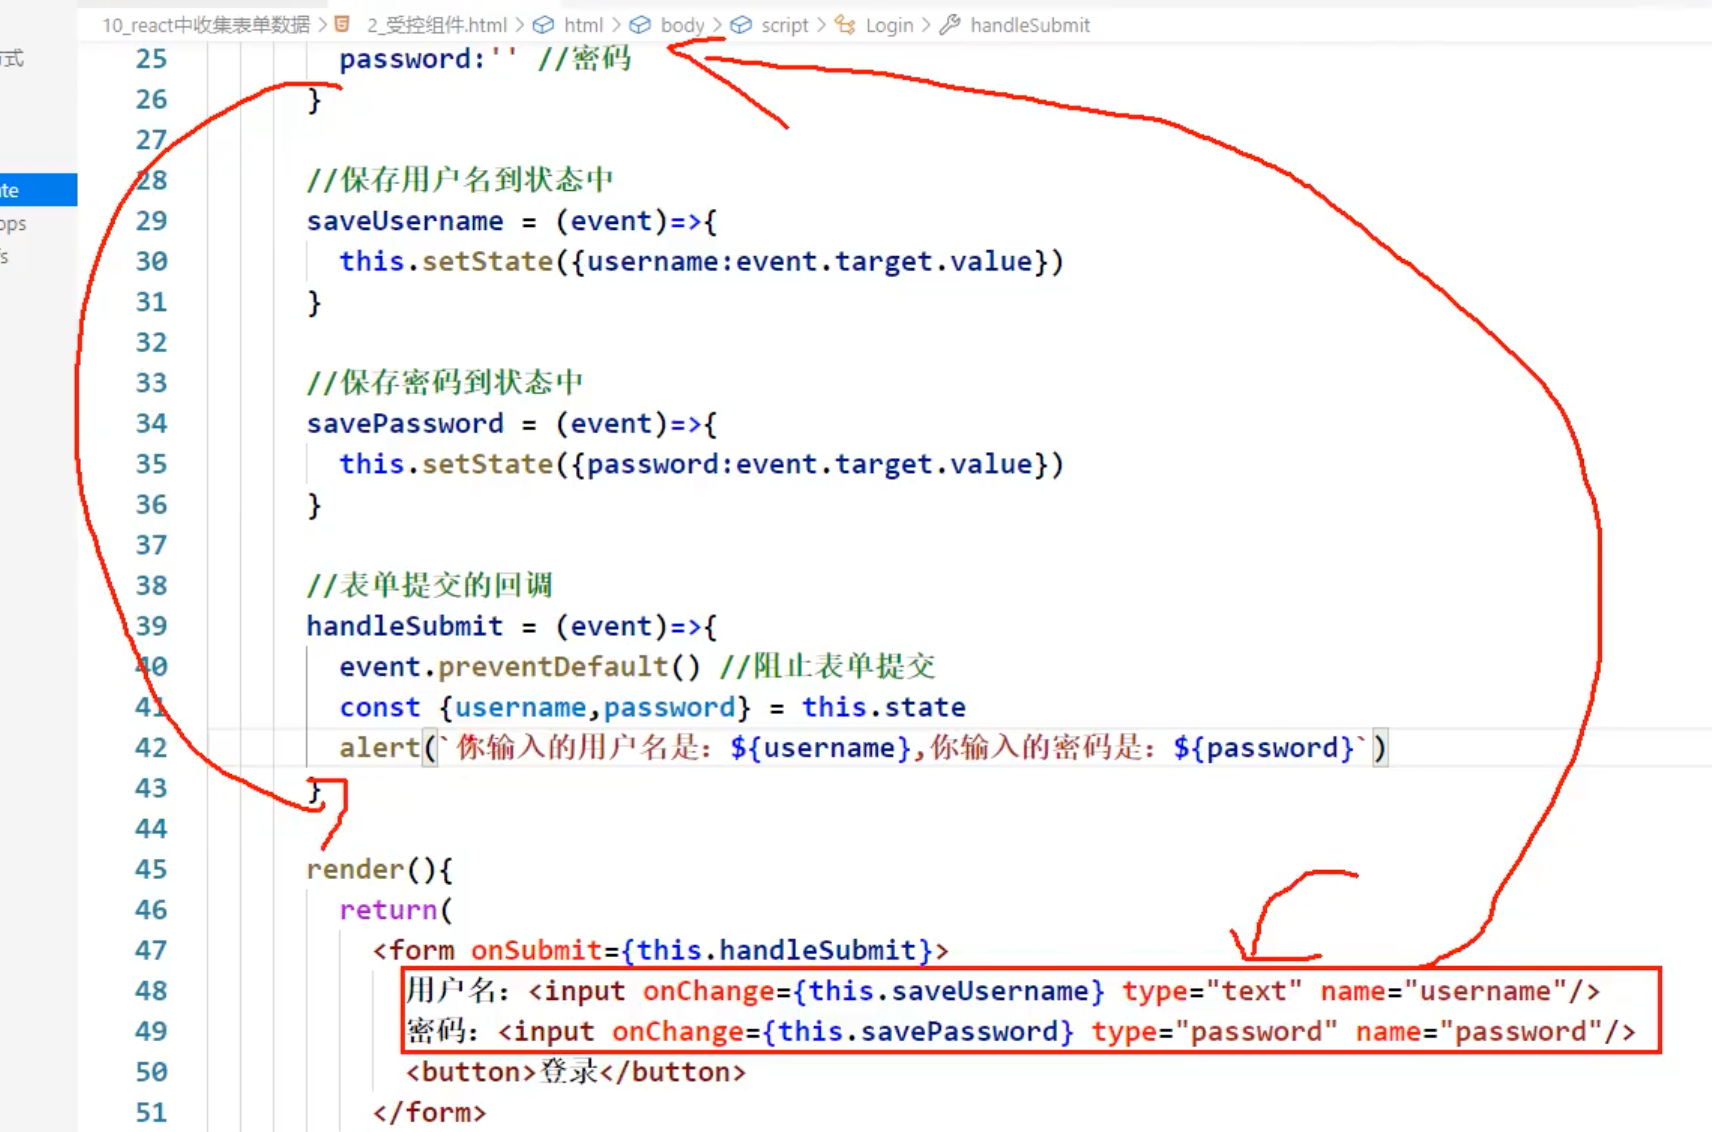 10_react中收集表单数据 > 2_受控组件.html > html > body > script > Login > handleSubmit
式
te
ops
s
25 password:'' //密码
26 }
27
28 //保存用户名到状态中
29 saveUsername = (event)=>{
30 this.setState({username:event.target.value})
31 }
32
33 //保存密码到状态中
34 savePassword = (event)=>{
35 this.setState({password:event.target.value})
36 }
37
38 //表单提交的回调
39 handleSubmit = (event)=>{
40 event.preventDefault() //阻止表单提交
41 const {username,password} = this.state
42 alert(`你输入的用户名是：${username},你输入的密码是：${password}`)
43 }
44
45 render(){
46 return(
47 <form onSubmit={this.handleSubmit}>
48 用户名：<input onChange={this.saveUsername} type="text" name="username"/>
49 密码：<input onChange={this.savePassword} type="password" name="password"/>
50 <button>登录</button>
51 </form>